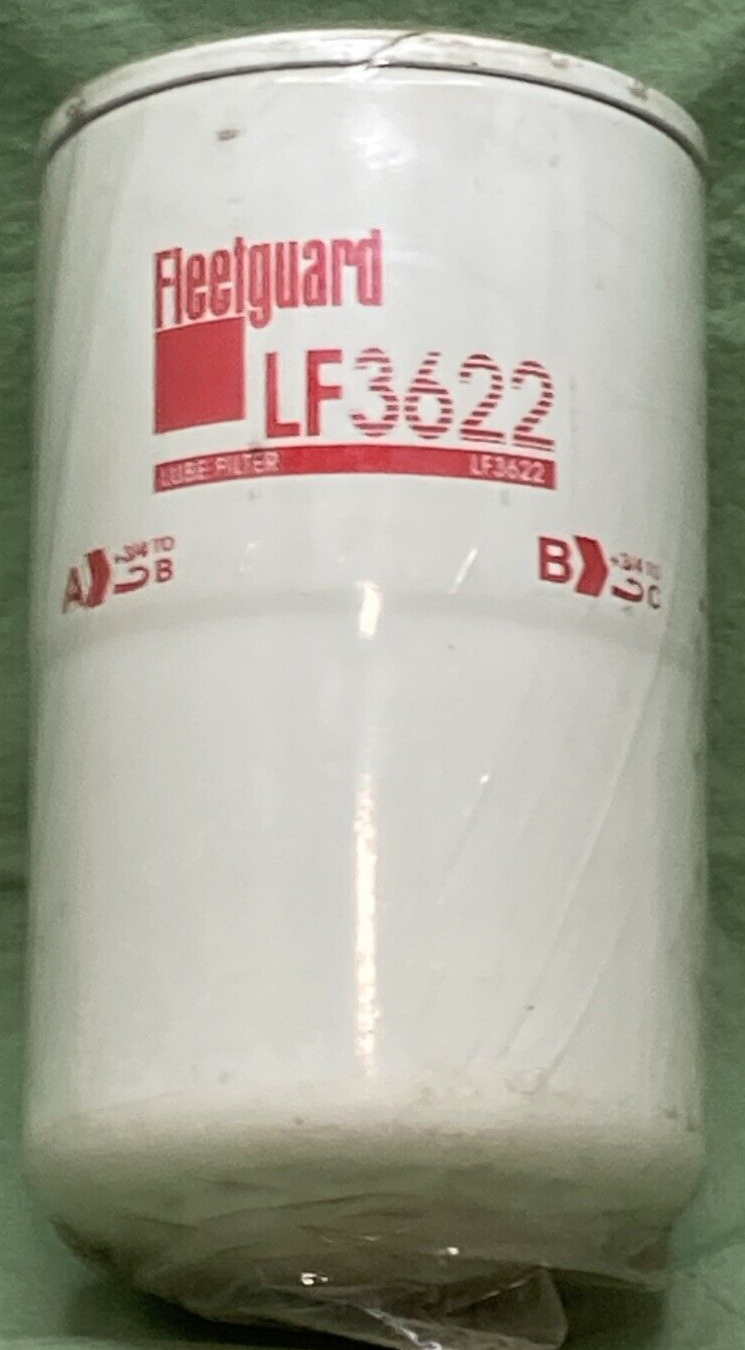 Fleetguard
LF3622
LUBE FILTER LF3622
A +3/4 TO B
B +3/4 TO C